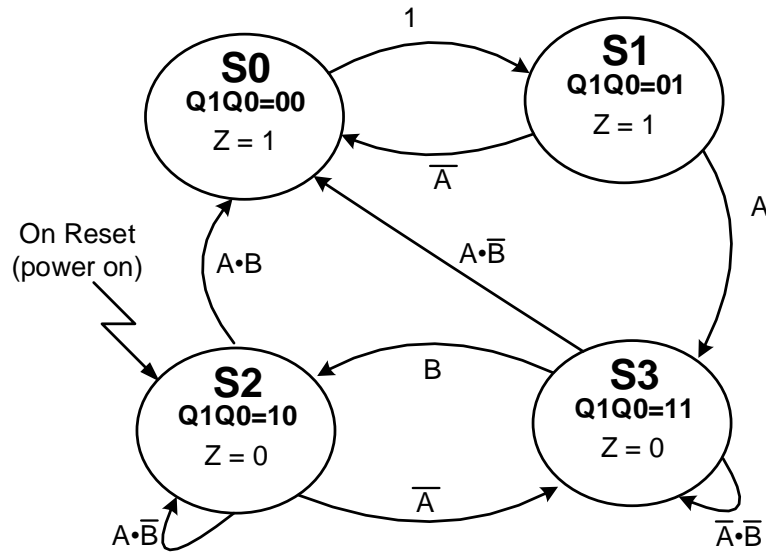 1
S0
Q1Q0=00
Z = 1
S1
Q1Q0=01
Z = 1
A̅
A
On Reset
(power on)
A•B
A•B̅
B
S2
Q1Q0=10
Z = 0
S3
Q1Q0=11
Z = 0
A̅
A•B̅
A̅•B̅